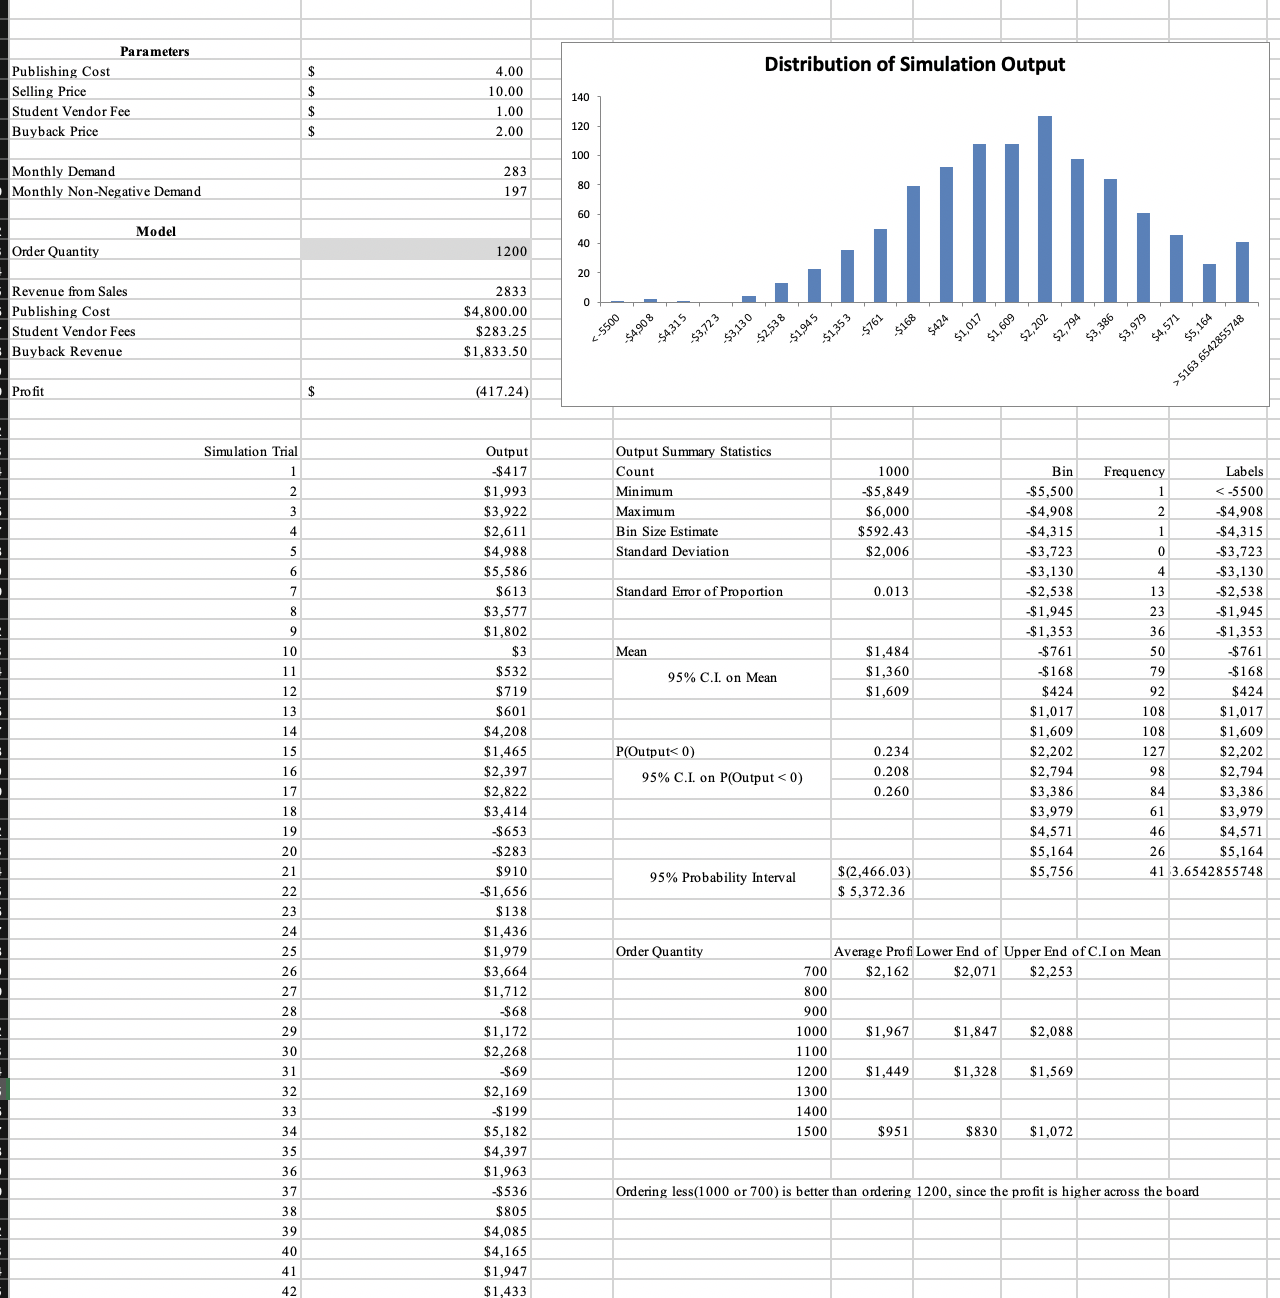 Parameters
Publishing Cost $ 4.00
Selling Price $ 10.00
Student Vendor Fee $ 1.00
Buyback Price $ 2.00
Monthly Demand 283
Monthly Non-Negative Demand 197
Model
Order Quantity 1200
Revenue from Sales 2833
Publishing Cost $4,800.00
Student Vendor Fees $283.25
Buyback Revenue $1,833.50
Profit $ (417.24)
Distribution of Simulation Output
140
120
100
80
60
40
20
0
< -5500 -$4,908 -$4,315 -$3,723 -$3,130 -$2,538 -$1,945 -$1,353 -$761 -$168 $424 $1,017 $1,609 $2,202 $2,794 $3,386 $3,979 $4,571 $5,164 > 5163.6542855748
Simulation Trial Output Output Summary Statistics
1 -$417 Count 1000 Bin Frequency Labels
2 $1,993 Minimum -$5,849 -$5,500 1 < -5500
3 $3,922 Maximum $6,000 -$4,908 2 -$4,908
4 $2,611 Bin Size Estimate $592.43 -$4,315 1 -$4,315
5 $4,988 Standard Deviation $2,006 -$3,723 0 -$3,723
6 $5,586 -$3,130 4 -$3,130
7 $613 Standard Error of Proportion 0.013 -$2,538 13 -$2,538
8 $3,577 -$1,945 23 -$1,945
9 $1,802 -$1,353 36 -$1,353
10 $3 Mean $1,484 -$761 50 -$761
11 $532 95% C.I. on Mean $1,360 -$168 79 -$168
12 $719 $1,609 $424 92 $424
13 $601 $1,017 108 $1,017
14 $4,208 $1,609 108 $1,609
15 $1,465 P(Output< 0) 0.234 $2,202 127 $2,202
16 $2,397 95% C.I. on P(Output < 0) 0.208 $2,794 98 $2,794
17 $2,822 0.260 $3,386 84 $3,386
18 $3,414 $3,979 61 $3,979
19 -$653 $4,571 46 $4,571
20 -$283 $5,164 26 $5,164
21 $910 95% Probability Interval $(2,466.03) $5,756 41 3.6542855748
22 -$1,656 $ 5,372.36
23 $138
24 $1,436
25 $1,979 Order Quantity Average Prof Lower End of Upper End of C.I on Mean
26 $3,664 700 $2,162 $2,071 $2,253
27 $1,712 800
28 -$68 900
29 $1,172 1000 $1,967 $1,847 $2,088
30 $2,268 1100
31 -$69 1200 $1,449 $1,328 $1,569
32 $2,169 1300
33 -$199 1400
34 $5,182 1500 $951 $830 $1,072
35 $4,397
36 $1,963
37 -$536 Ordering less(1000 or 700) is better than ordering 1200, since the profit is higher across the board
38 $805
39 $4,085
40 $4,165
41 $1,947
42 $1,433